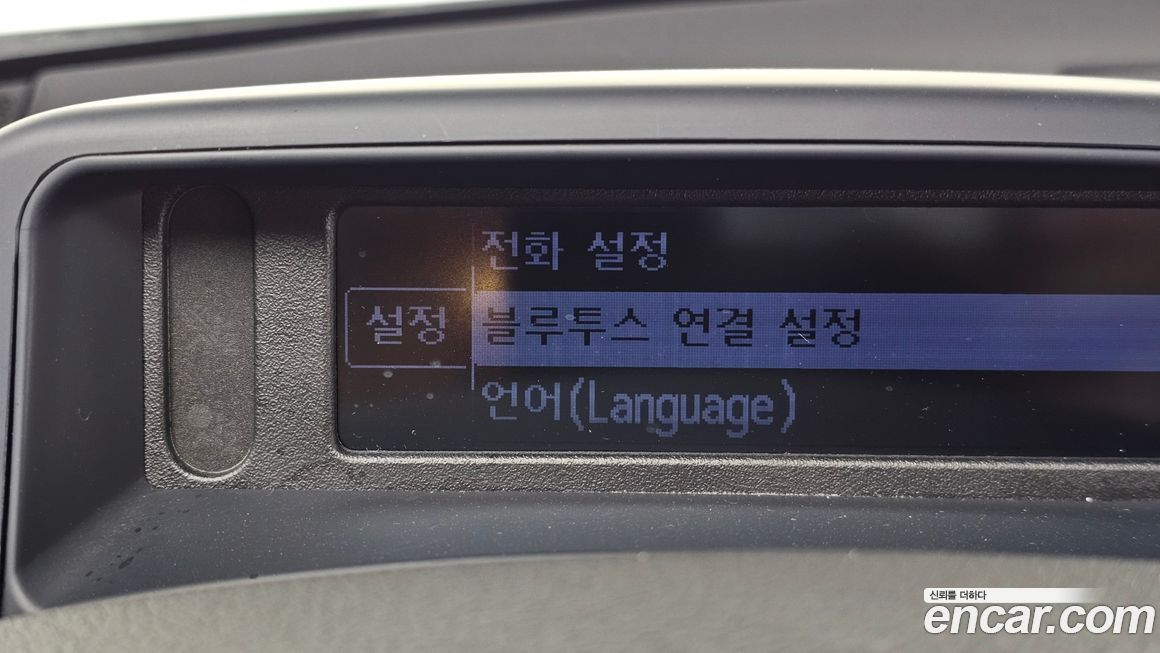 전화 설정
설정
블루투스 연결 설정
언어(Language)
신뢰를 더하다
encar.com